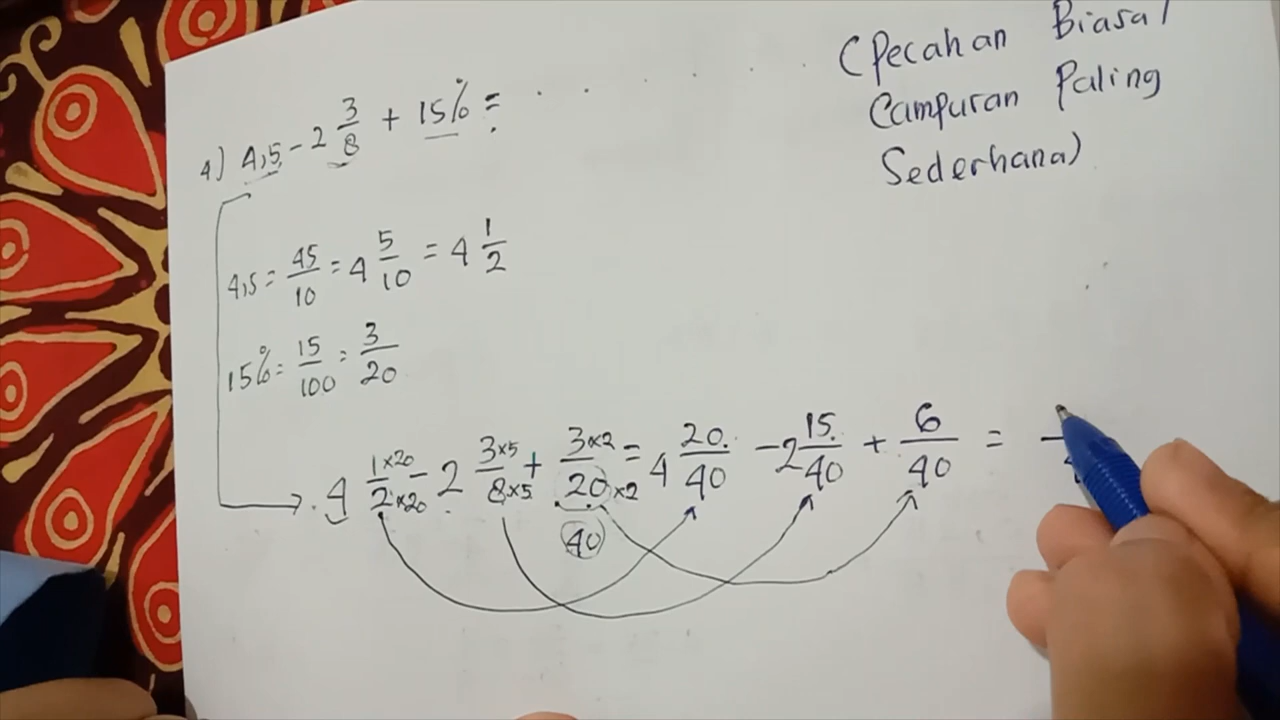 (Pecahan Biasa/
Campuran Paling
Sederhana)
4) 4,5 - 2 3/8 + 15% = . . . . . .
4,5 = 45/10 = 4 5/10 = 4 1/2
15% = 15/100 = 3/20
4 1×20/2×20 - 2 3×5/8×5 + 3×2/20×2 = 4 20/40 - 2 15/40 + 6/40 =
40